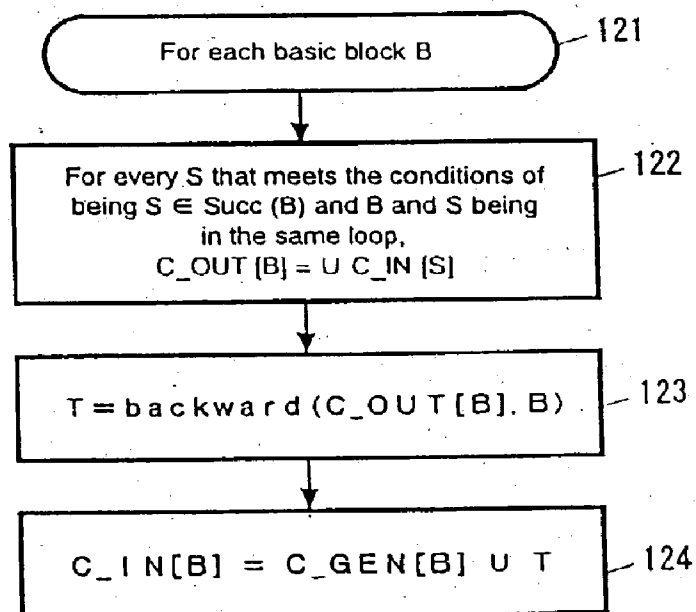 For each basic block B
121
For every S that meets the conditions of
being S ∈ Succ (B) and B and S being
in the same loop,
C_OUT [B] = U C_IN [S]
122
T = backward (C_OUT[B], B)
123
C_IN[B] = C_GEN[B] U T
124